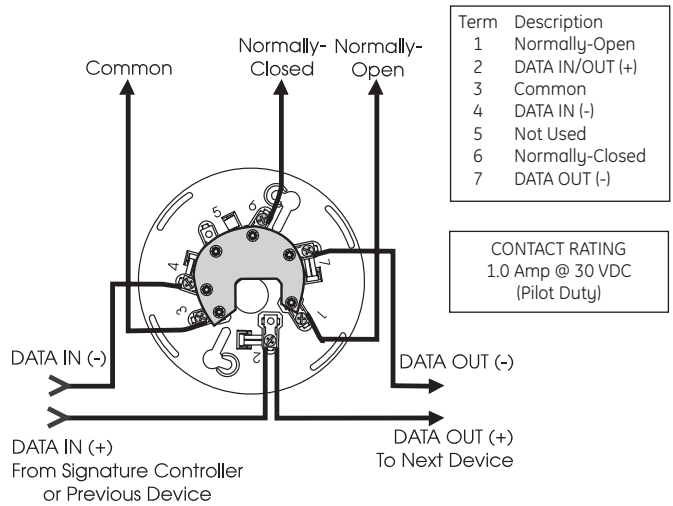 Term Description
1 Normally-Open
2 DATA IN/OUT (+)
3 Common
4 DATA IN (-)
5 Not Used
6 Normally-Closed
7 DATA OUT (-)
CONTACT RATING
1.0 Amp @ 30 VDC
(Pilot Duty)
Common
Normally-
Closed
Normally-
Open
5
6
7
4
3
1
2
DATA IN (-)
DATA OUT (-)
DATA IN (+)
From Signature Controller
or Previous Device
DATA OUT (+)
To Next Device